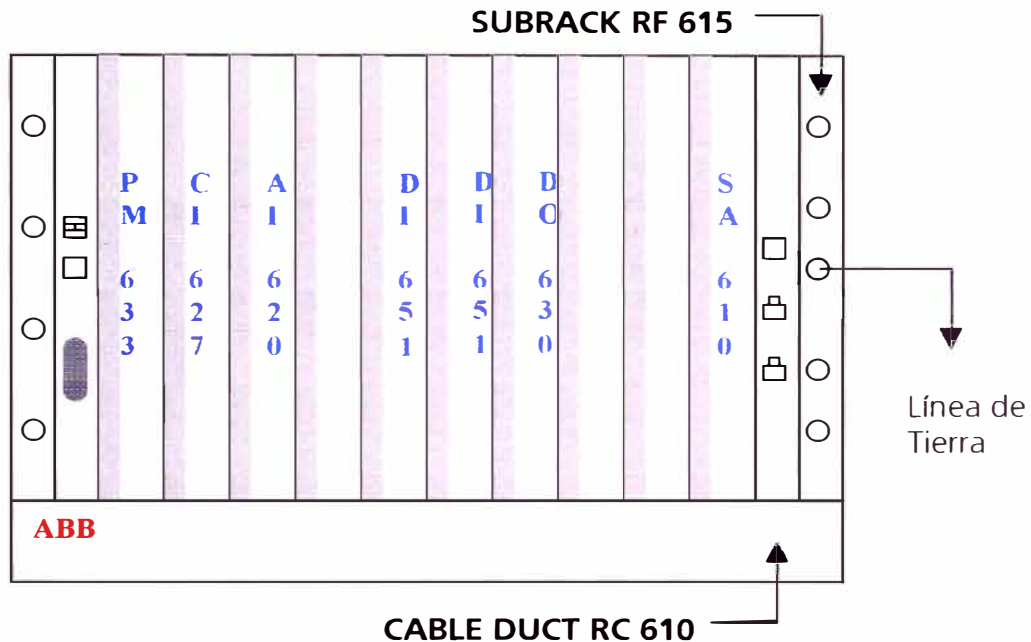 SUBRACK RF 615
PM 633
CI 627
AI 620
DI 651
DI 651
DO 630
SA 610
Línea de
Tierra
ABB
CABLE DUCT RC 610